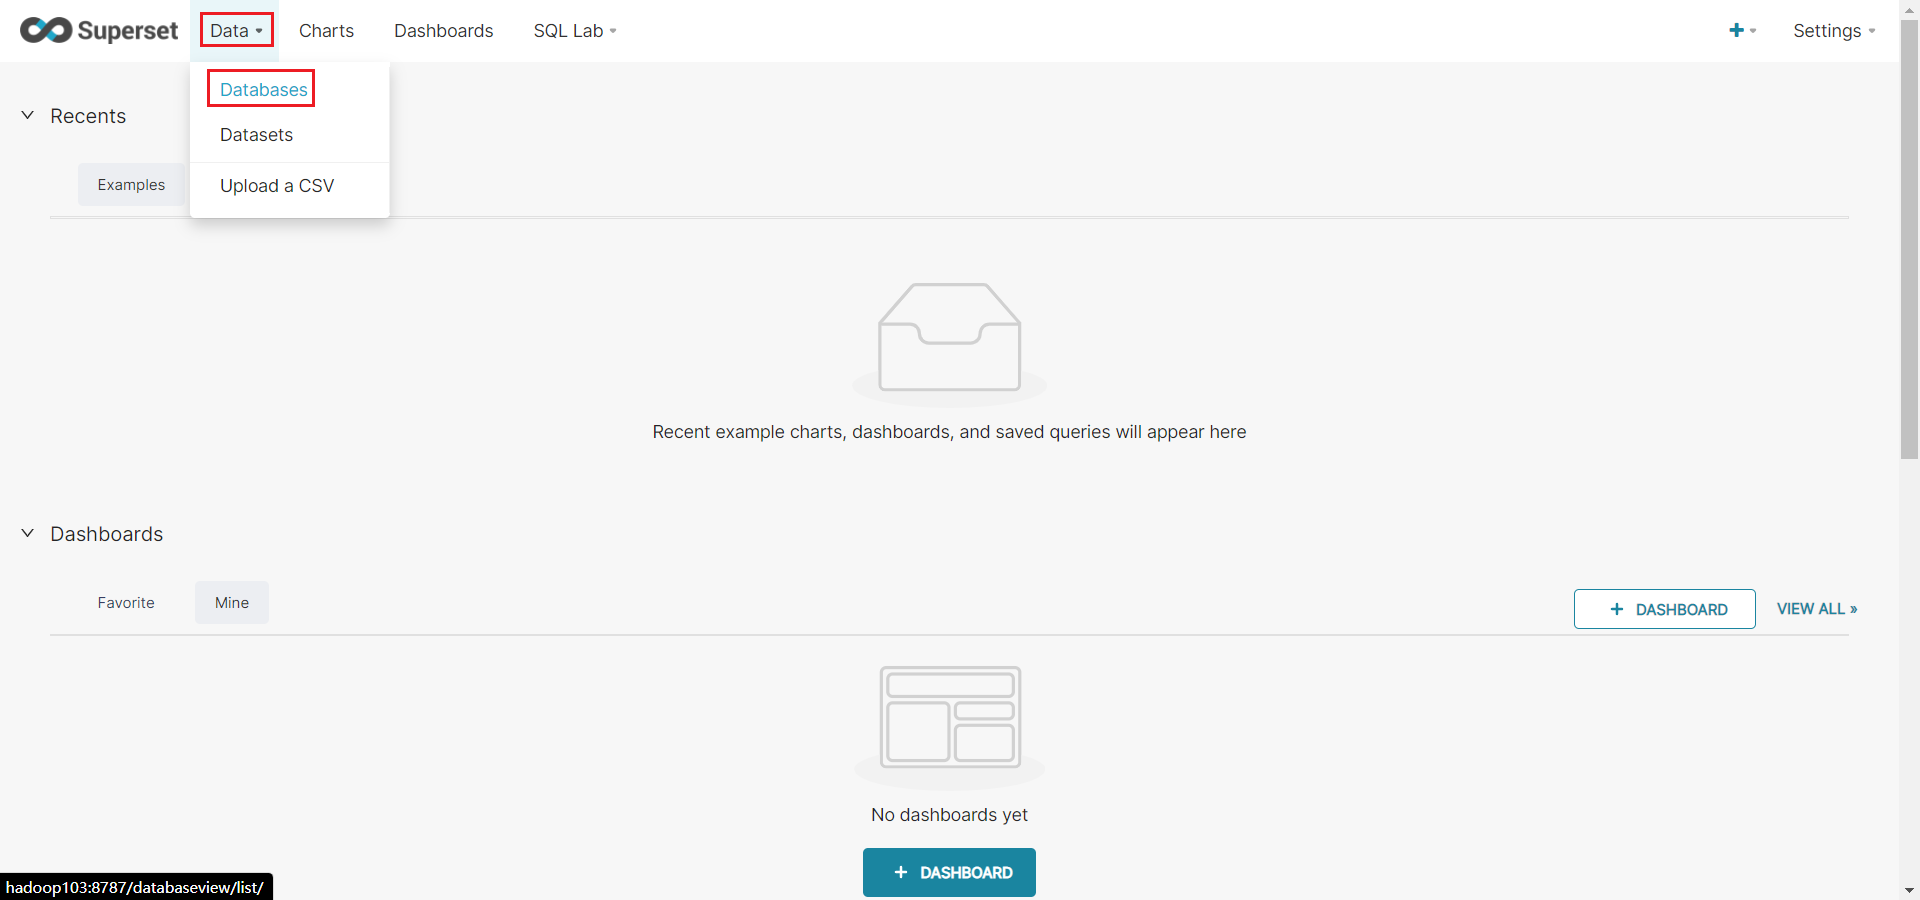 Superset Data Charts Dashboards SQL Lab + Settings
Databases
Datasets
Upload a CSV
Recents
Examples
Recent example charts, dashboards, and saved queries will appear here
Dashboards
Favorite Mine + DASHBOARD VIEW ALL »
No dashboards yet
+ DASHBOARD
hadoop103:8787/databaseview/list/